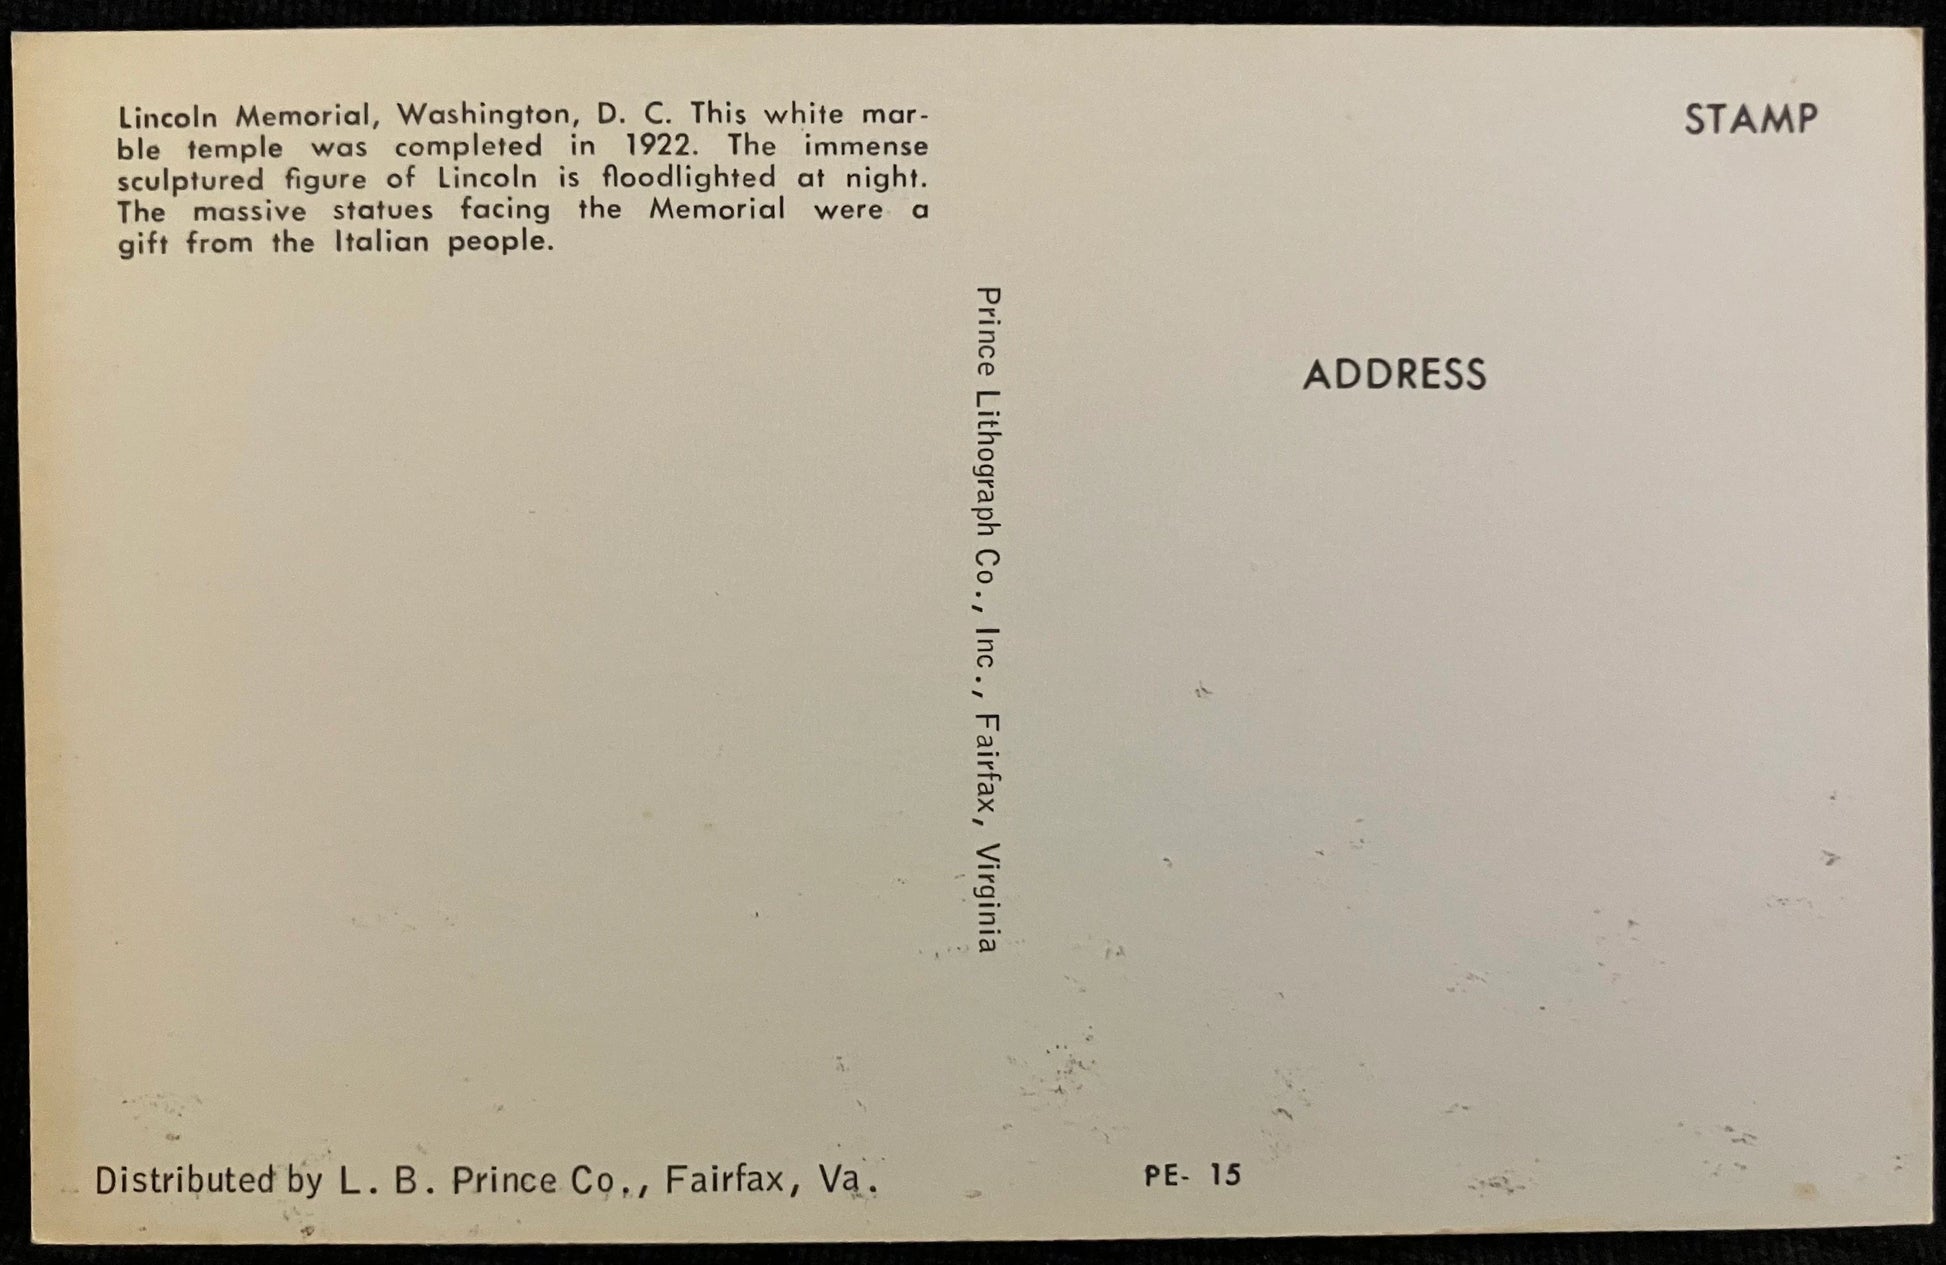 Lincoln Memorial, Washington, D. C. This white mar-
ble temple was completed in 1922. The immense
sculptured figure of Lincoln is floodlighted at night.
The massive statues facing the Memorial were a
gift from the Italian people.
STAMP
ADDRESS
Prince Lithograph Co., Inc., Fairfax, Virginia
Distributed by L. B. Prince Co., Fairfax, Va.
PE- 15